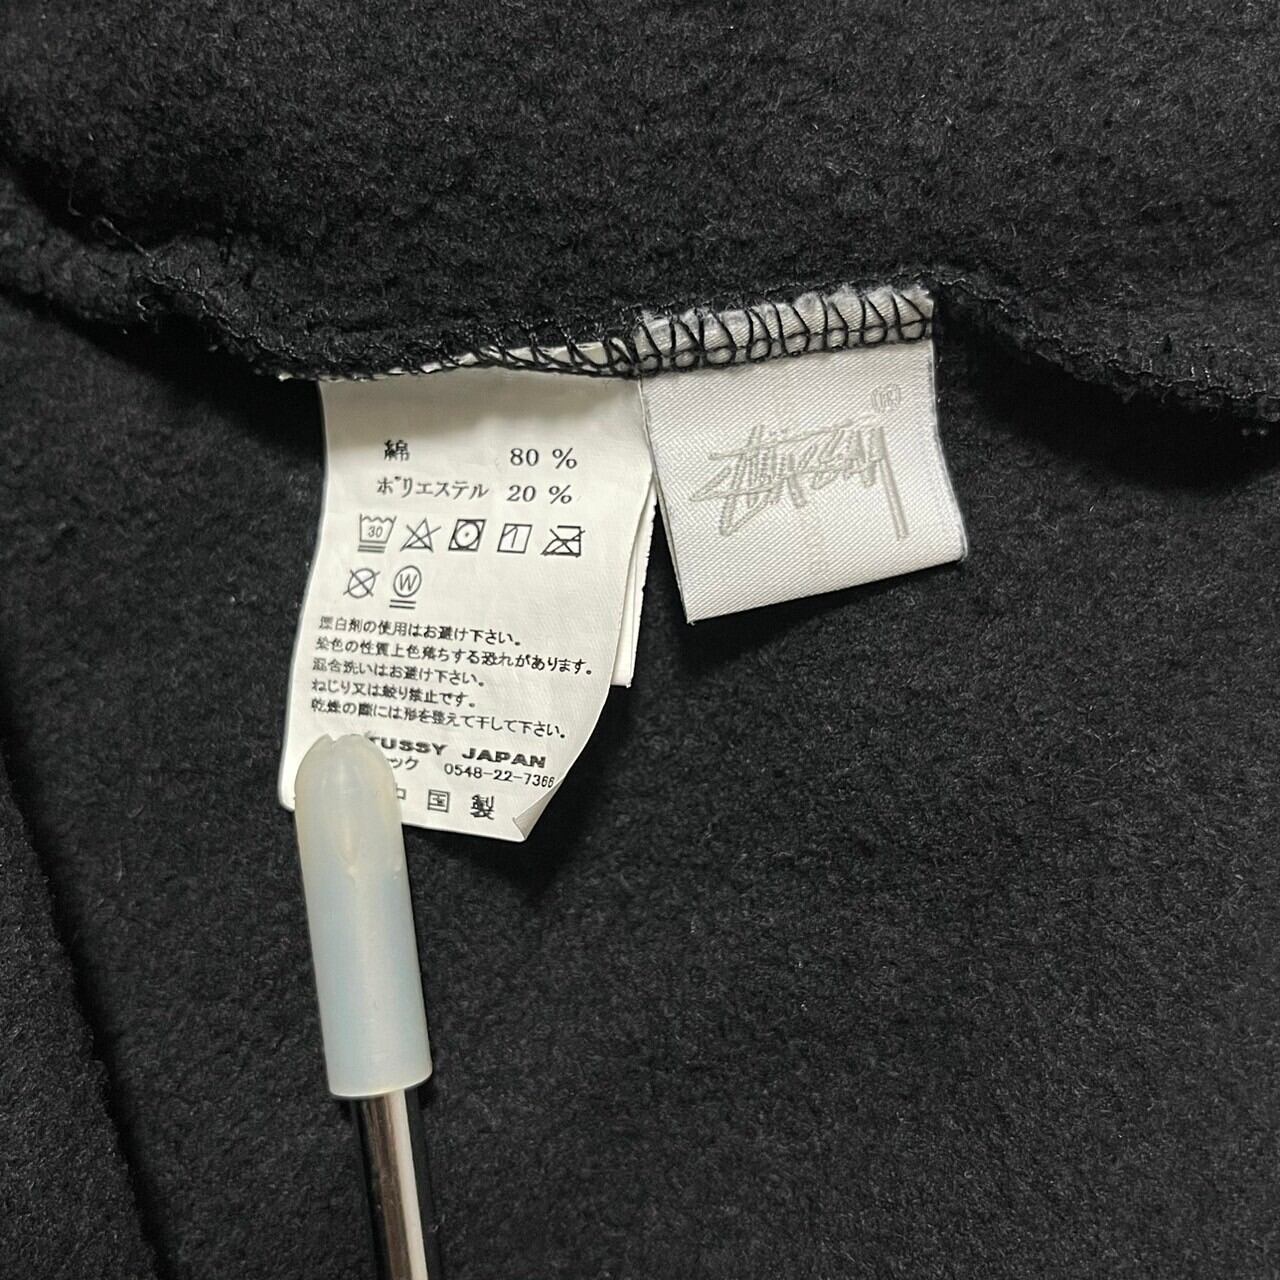 綿 80 %
ポリエステル 20 %
30
W
漂白剤の使用はお避け下さい。
染色の性質上色落ちする恐れがあります。
混合洗いはお避け下さい。
ねじり又は絞り禁止です。
乾燥の際には形を整えて干して下さい。
TUSSY JAPAN
ック 0548-22-7366
中国製
STÜSSY®